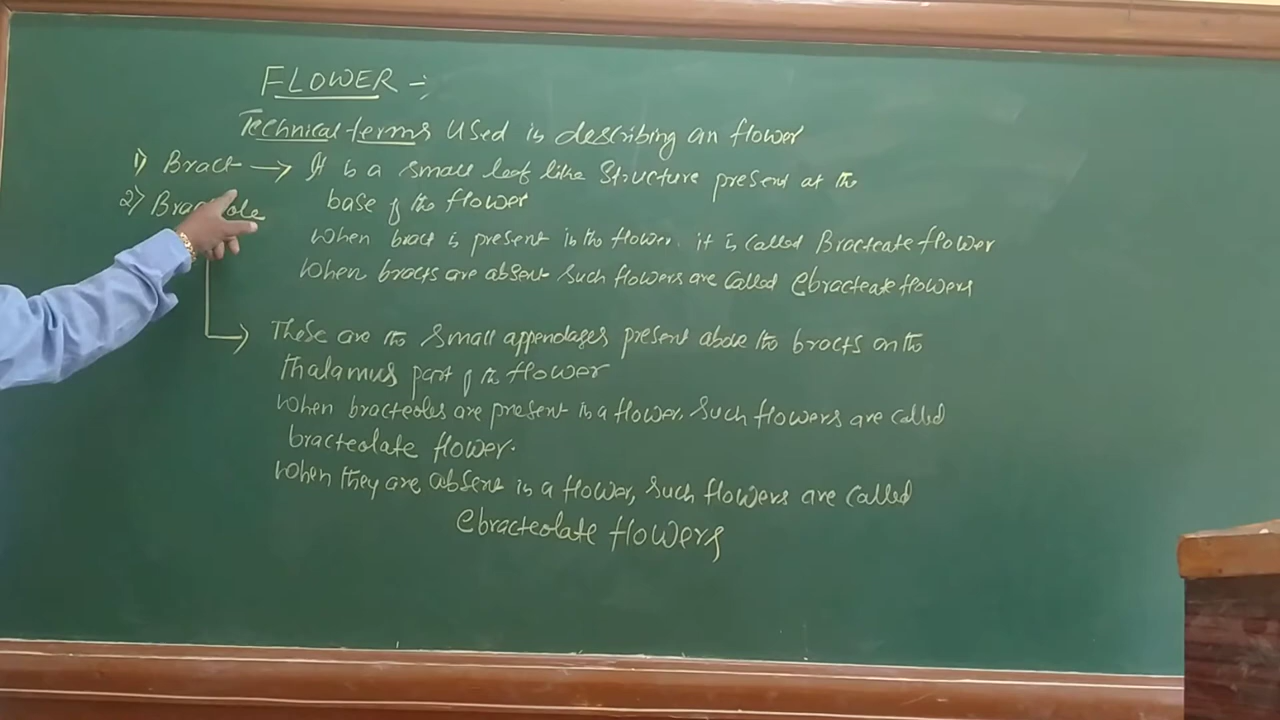 FLOWER :-
Technical terms used in describing an flower
1) Bract → It is a small leaf like structure present at the
base of the flower
2)
When bract is present in the flower. it is called Bracteate flower
When bracts are absent such flowers are called ebracteate flowers
These are the small appendages present above the bracts on the
thalamus part of the flower
When bracteoles are present in a flower, such flowers are called
bracteolate flower.
When they are absent in a flower, such flowers are called
ebracteolate flowers